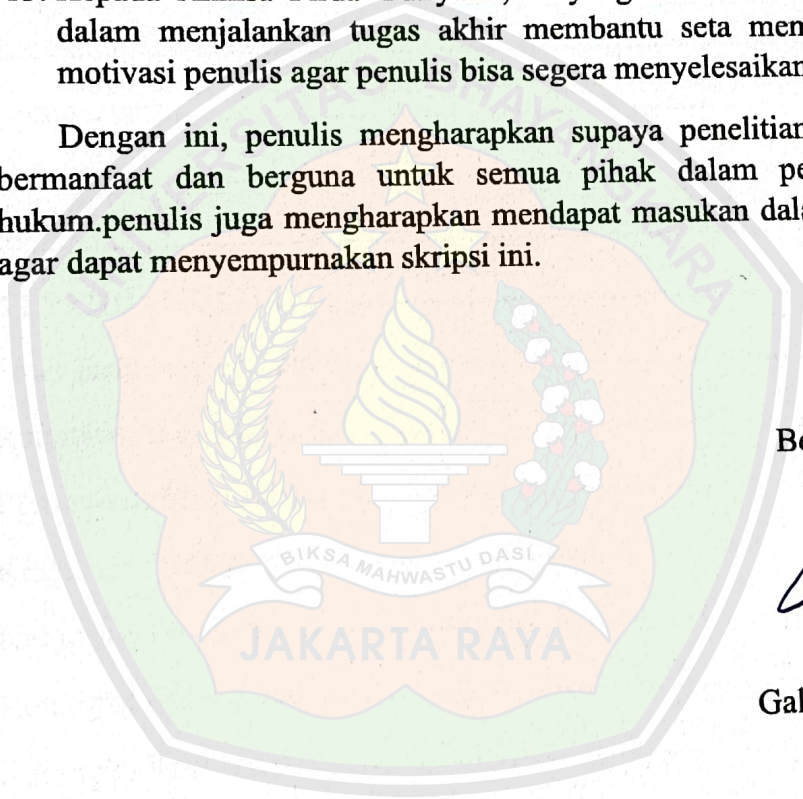 dalam menjalankan tugas akhir membantu seta men
motivasi penulis agar penulis bisa segera menyelesaikan
Dengan ini, penulis mengharapkan supaya penelitian
bermanfaat dan berguna untuk semua pihak dalam pe
hukum.penulis juga mengharapkan mendapat masukan dala
agar dapat menyempurnakan skripsi ini.
UNIVERSITAS BHAYANGKARA
Be
BIKSA MAHWASTU DASI
JAKARTA RAYA
Gal